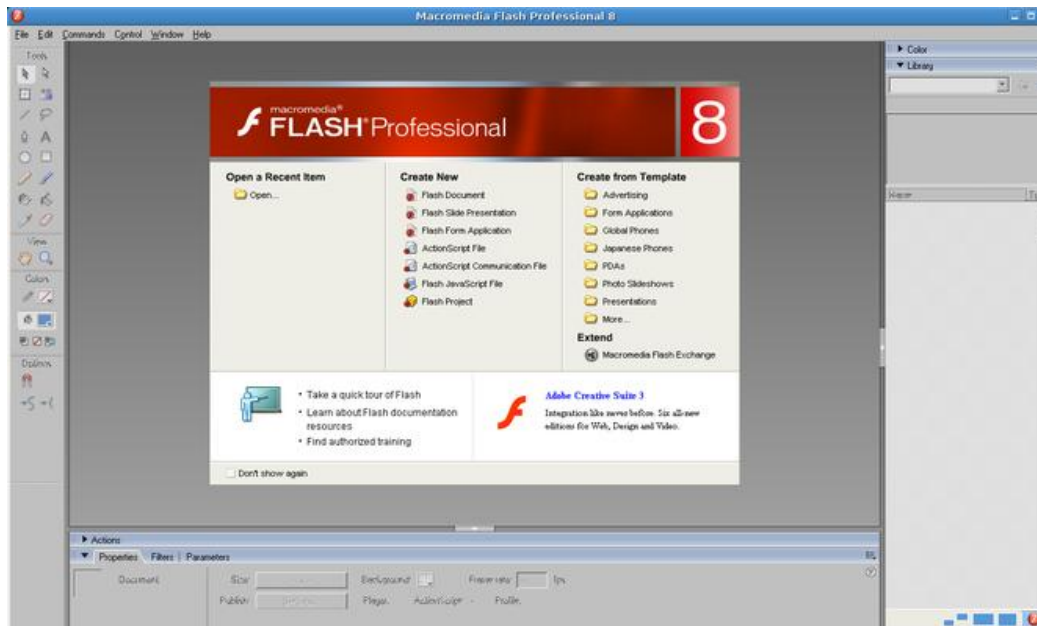 Macromedia Flash Professional 8
File Edit Commands Control Window Help
Tools
View
Colors
Options
macromedia®
FLASH® Professional
8
Open a Recent Item
Open...
Create New
Flash Document
Flash Slide Presentation
Flash Form Application
ActionScript File
ActionScript Communication File
Flash JavaScript File
Flash Project
Create from Template
Advertising
Form Applications
Global Phones
Japanese Phones
PDAs
Photo Slideshows
Presentations
More...
Extend
Macromedia Flash Exchange
• Take a quick tour of Flash
• Learn about Flash documentation
resources
• Find authorized training
Adobe Creative Suite 3
Integration like never before. Six all-new
editions for Web, Design and Video.
Don't show again
Color
Library
Name
Actions
Properties Filters Parameters
Document
Size: Background: Frame rate: fps
Publish: Player: ActionScript: Profile: